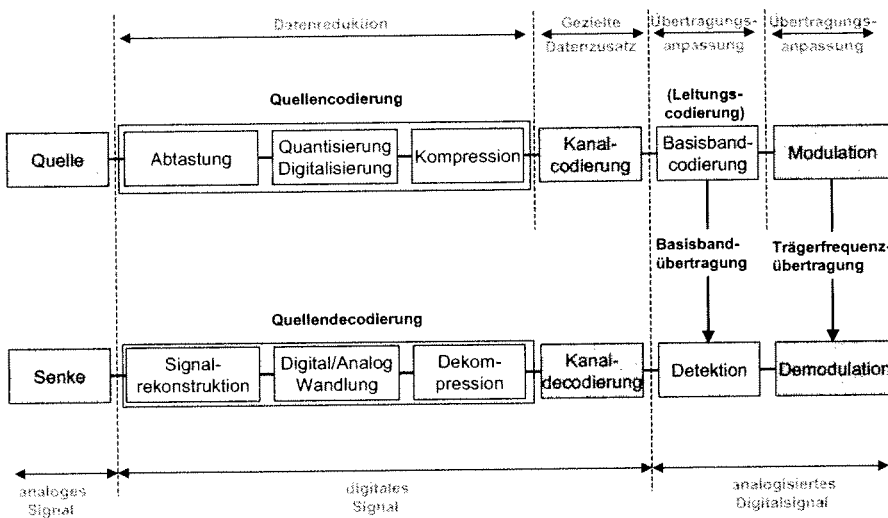 Datenreduktion
Gezielte
Datenzusatz
Übertragungs-
anpassung
Übertragungs-
anpassung
Quellencodierung
(Leitungs-
codierung)
Quelle
Abtastung
Quantisierung
Digitalisierung
Kompression
Kanal-
codierung
Basisband-
codierung
Modulation
Basisband-
übertragung
Trägerfrequenz-
übertragung
Quellendecodierung
Senke
Signal-
rekonstruktion
Digital/Analog
Wandlung
Dekom-
pression
Kanal-
decodierung
Detektion
Demodulation
analoges
Signal
digitales
Signal
analogisiertes
Digitalsignal